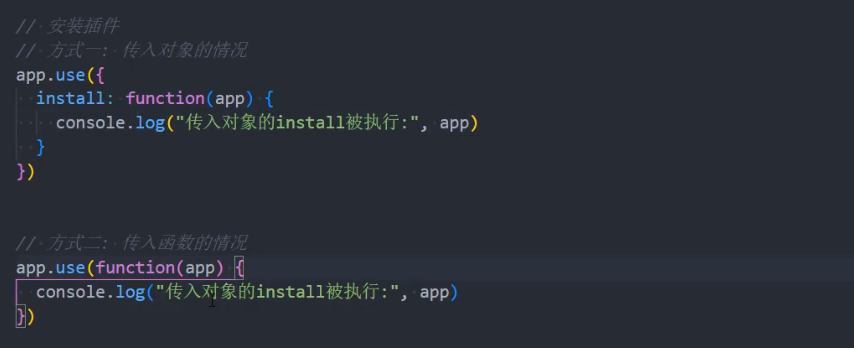 // 安装插件
// 方式一: 传入对象的情况
app.use({
  install: function(app) {
    console.log("传入对象的install被执行:", app)
  }
})
// 方式二: 传入函数的情况
app.use(function(app) {
  console.log("传入对象的install被执行:", app)
})